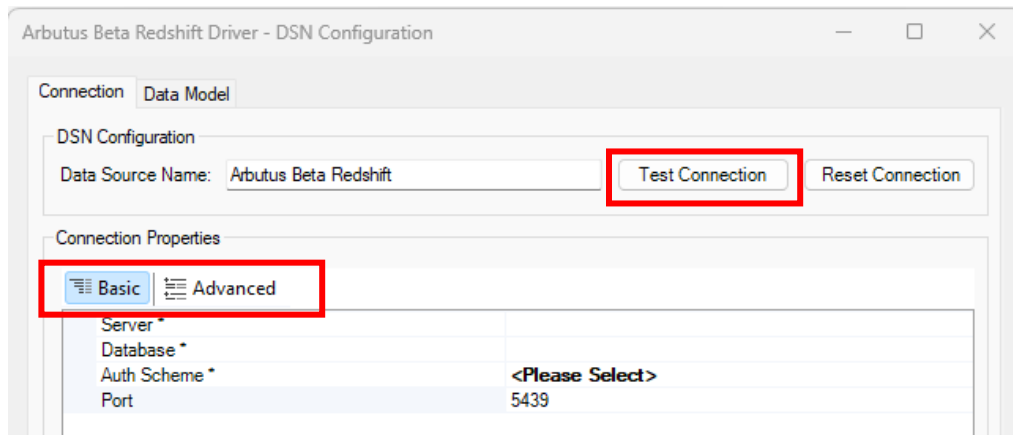 Arbutus Beta Redshift Driver - DSN Configuration
Connection Data Model
DSN Configuration
Data Source Name: Arbutus Beta Redshift Test Connection Reset Connection
Connection Properties
Basic Advanced
Server *
Database *
Auth Scheme * <Please Select>
Port 5439